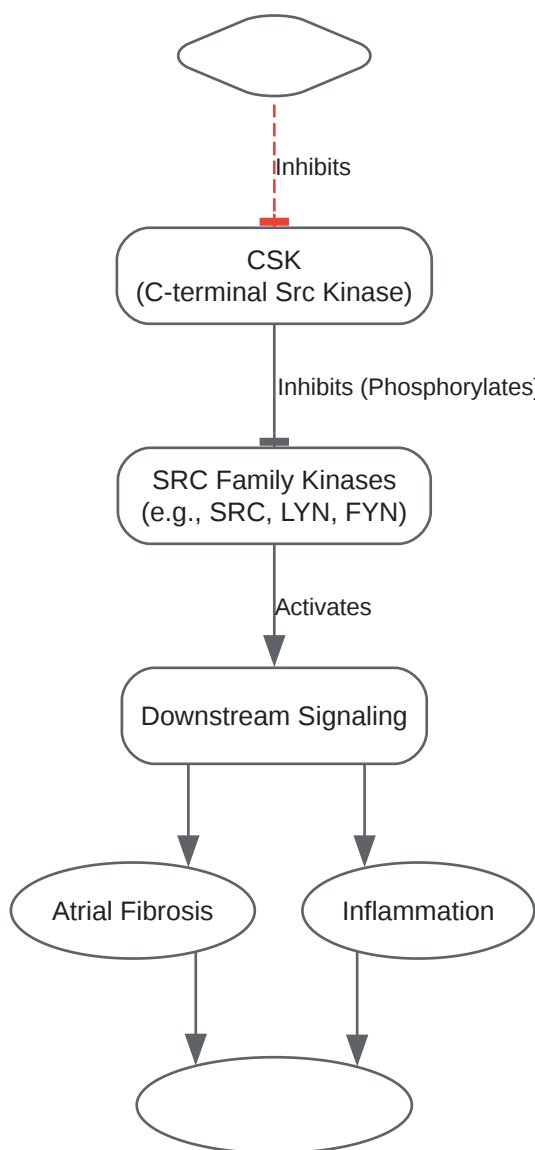 Inhibits
CSK
(C-terminal Src Kinase)
Inhibits (Phosphorylates)
SRC Family Kinases
(e.g., SRC, LYN, FYN)
Activates
Downstream Signaling
Atrial Fibrosis
Inflammation